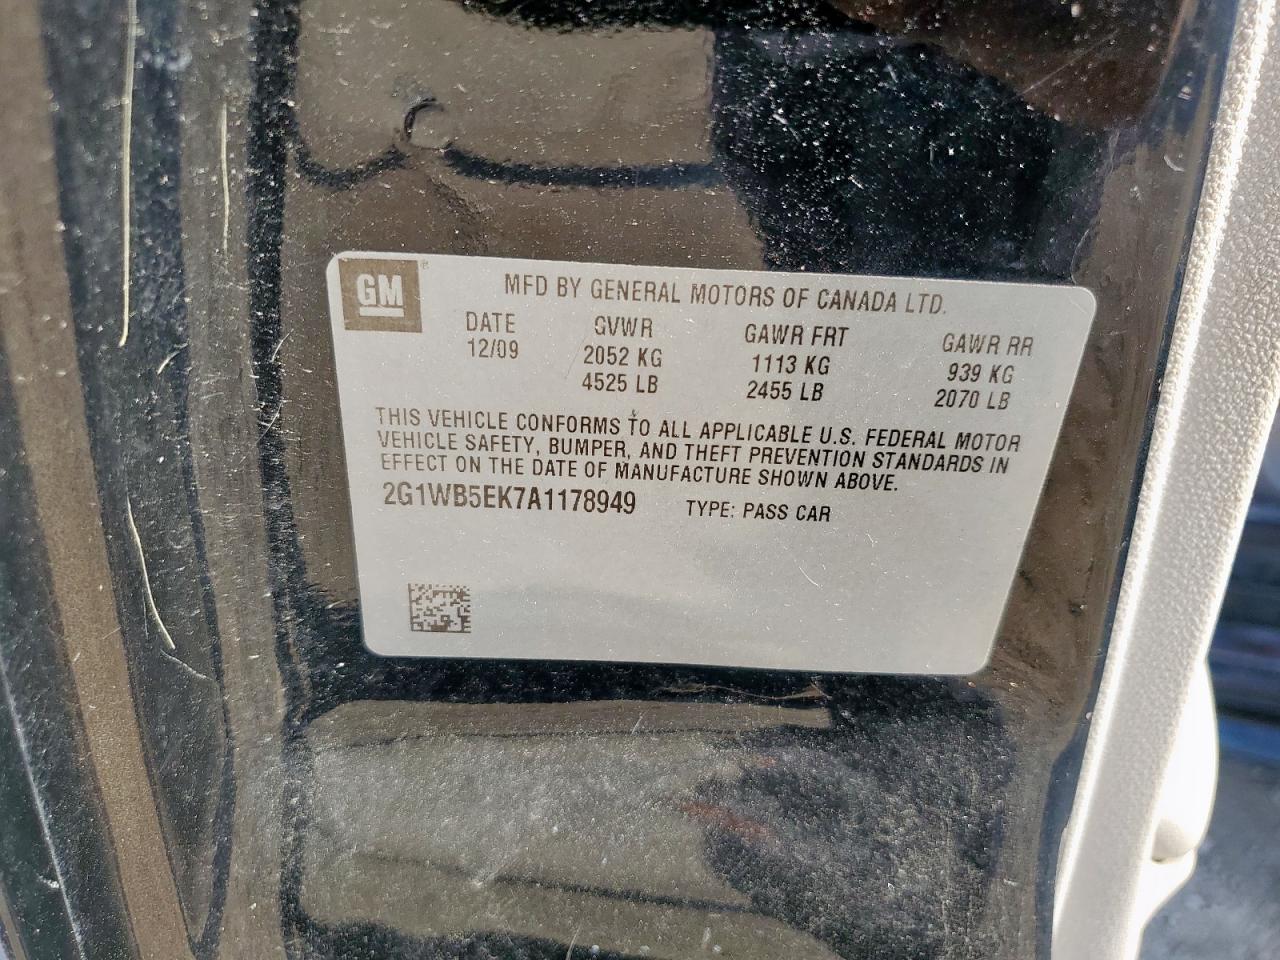 GM ® MFD BY GENERAL MOTORS OF CANADA LTD.
DATE GVWR GAWR FRT GAWR RR
12/09 2052 KG 1113 KG 939 KG
4525 LB 2455 LB 2070 LB
THIS VEHICLE CONFORMS TO ALL APPLICABLE U.S. FEDERAL MOTOR
VEHICLE SAFETY, BUMPER, AND THEFT PREVENTION STANDARDS IN
EFFECT ON THE DATE OF MANUFACTURE SHOWN ABOVE.
2G1WB5EK7A1178949 TYPE: PASS CAR